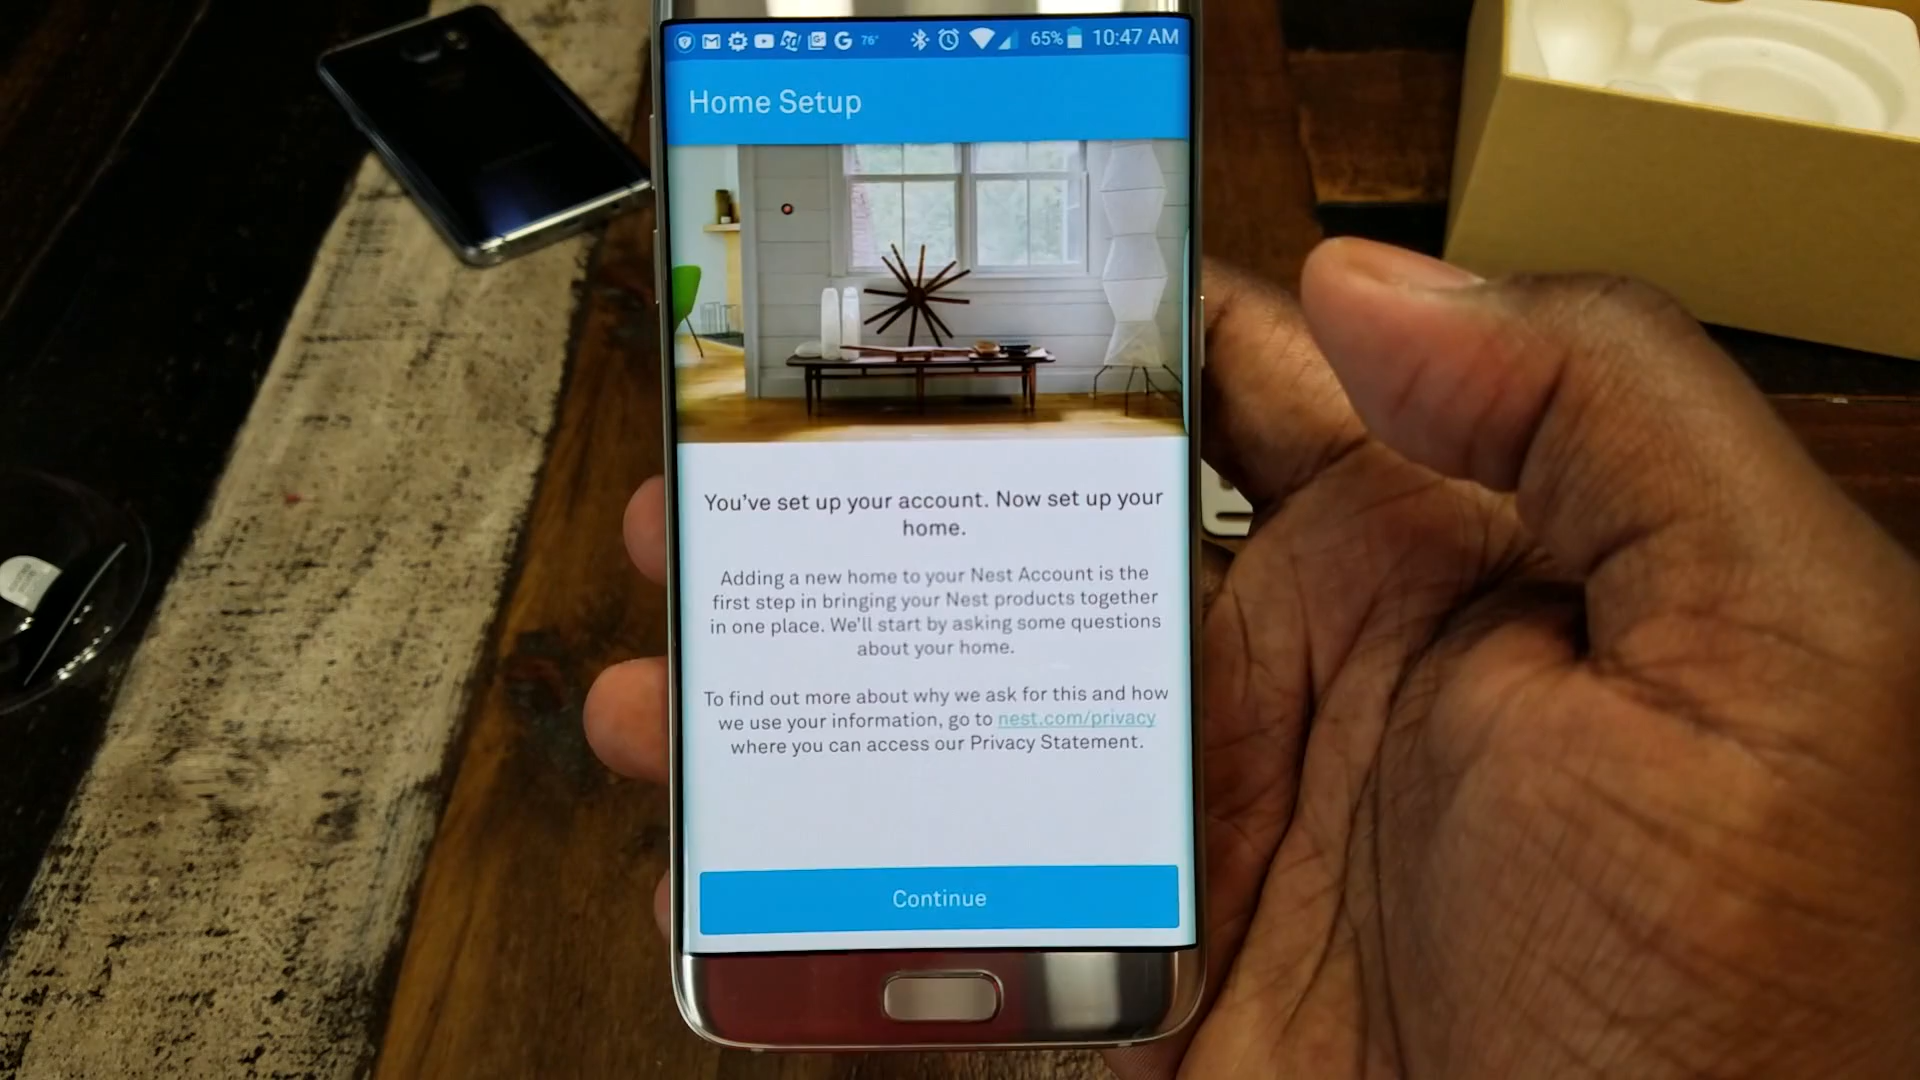 76°
65%
10:47 AM
Home Setup
You've set up your account. Now set up your
home.
Adding a new home to your Nest Account is the
first step in bringing your Nest products together
in one place. We'll start by asking some questions
about your home.
To find out more about why we ask for this and how
we use your information, go to nest.com/privacy
where you can access our Privacy Statement.
Continue